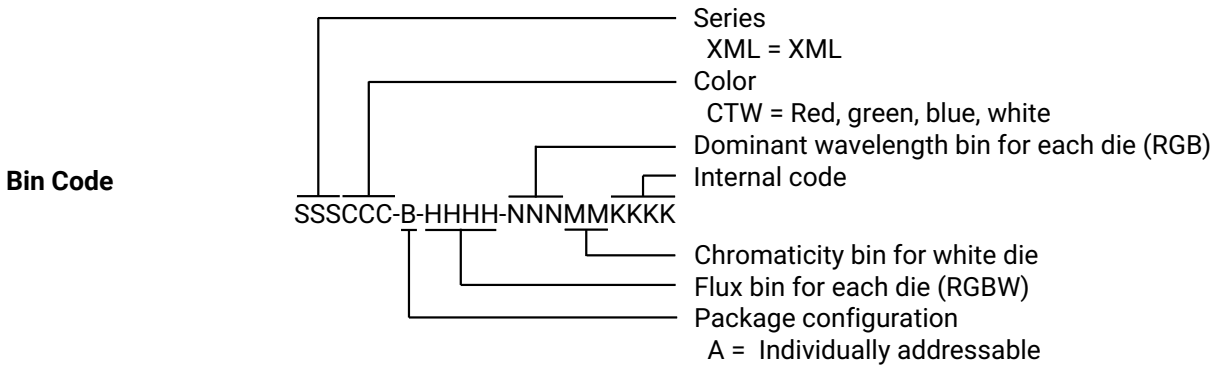 Series
XML = XML
Color
CTW = Red, green, blue, white
Dominant wavelength bin for each die (RGB)
Internal code
Bin Code
SSSCCC-B-HHHH-NNNMMKKKK
Chromaticity bin for white die
Flux bin for each die (RGBW)
Package configuration
A = Individually addressable